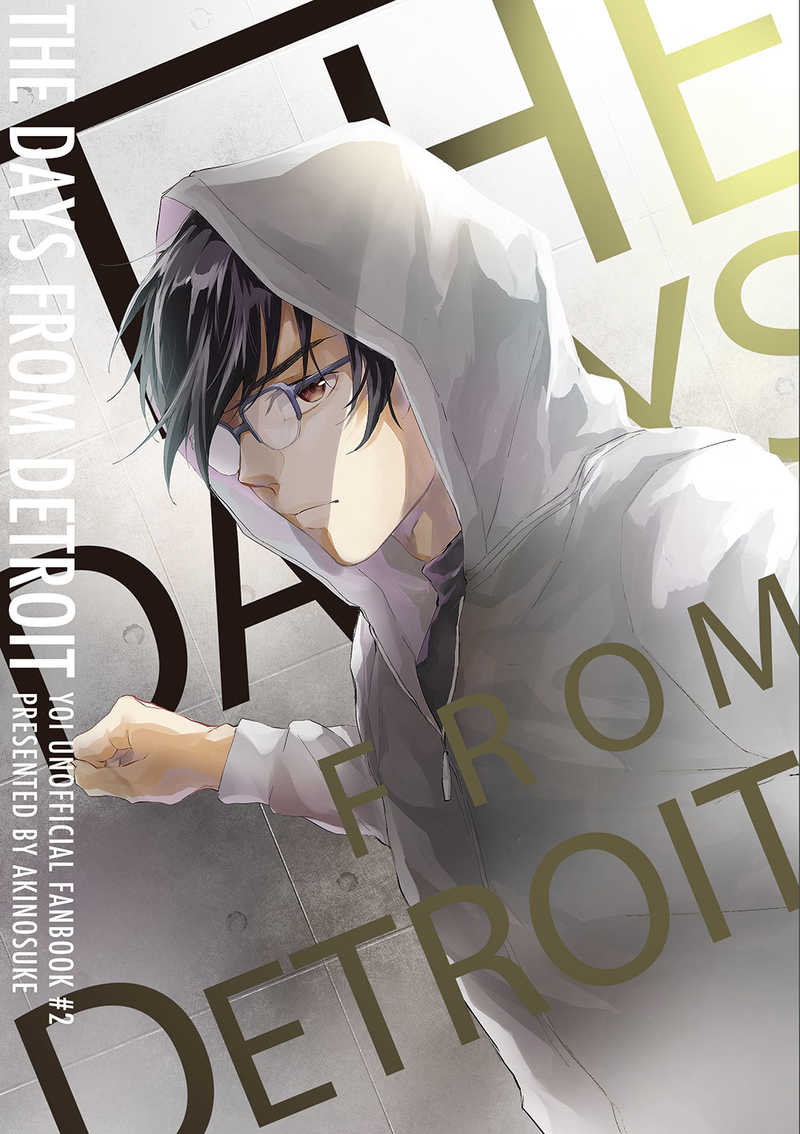 THE
DAYS
FROM
DETROIT
THE DAYS FROM DETROIT
YOI UNOFFICIAL FANBOOK #2
PRESENTED BY AKINOSUKE